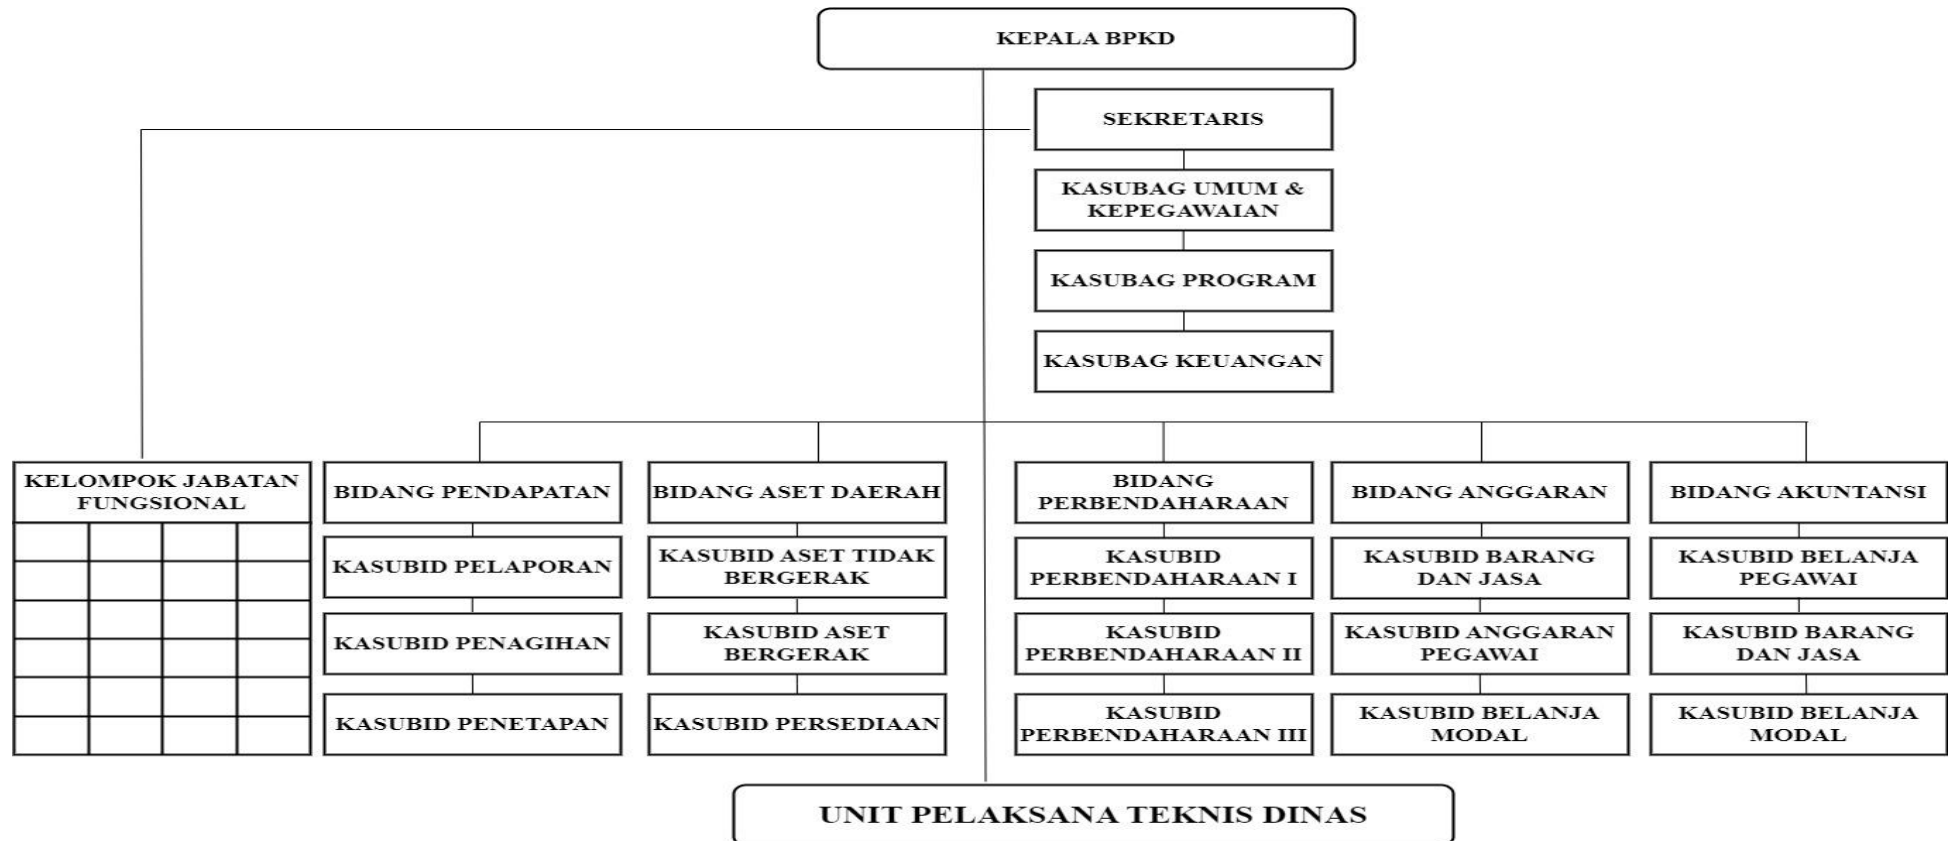 KEPALA BPKD
SEKRETARIS
KASUBAG UMUM &
KEPEGAWAIAN
KASUBAG PROGRAM
KASUBAG KEUANGAN
KELOMPOK JABATAN
FUNGSIONAL
BIDANG PENDAPATAN
KASUBID PELAPORAN
KASUBID PENAGIHAN
KASUBID PENETAPAN
BIDANG ASET DAERAH
KASUBID ASET TIDAK
BERGERAK
KASUBID ASET
BERGERAK
KASUBID PERSEDIAAN
BIDANG
PERBENDAHARAAN
KASUBID
PERBENDAHARAAN I
KASUBID
PERBENDAHARAAN II
KASUBID
PERBENDAHARAAN III
BIDANG ANGGARAN
KASUBID BARANG
DAN JASA
KASUBID ANGGARAN
PEGAWAI
KASUBID BELANJA
MODAL
BIDANG AKUNTANSI
KASUBID BELANJA
PEGAWAI
KASUBID BARANG
DAN JASA
KASUBID BELANJA
MODAL
UNIT PELAKSANA TEKNIS DINAS